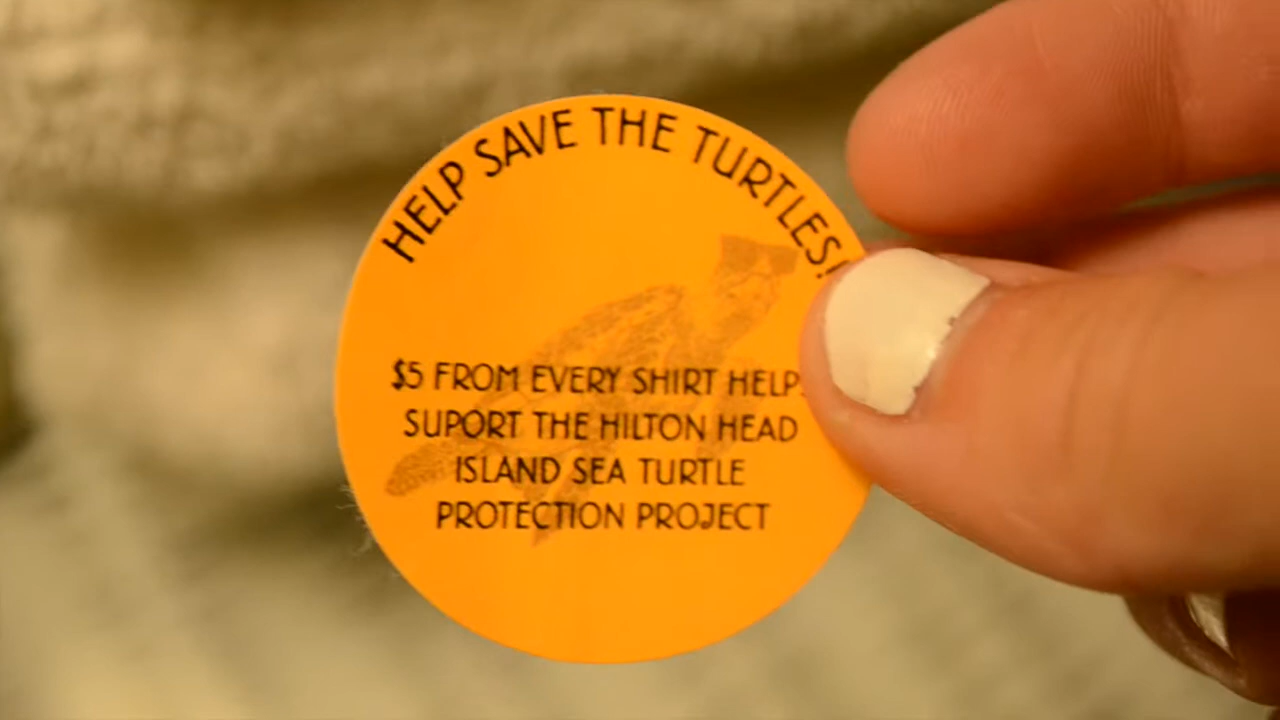 HELP SAVE THE TURTLES!
$5 FROM EVERY SHIRT HELPS
SUPORT THE HILTON HEAD
ISLAND SEA TURTLE
PROTECTION PROJECT